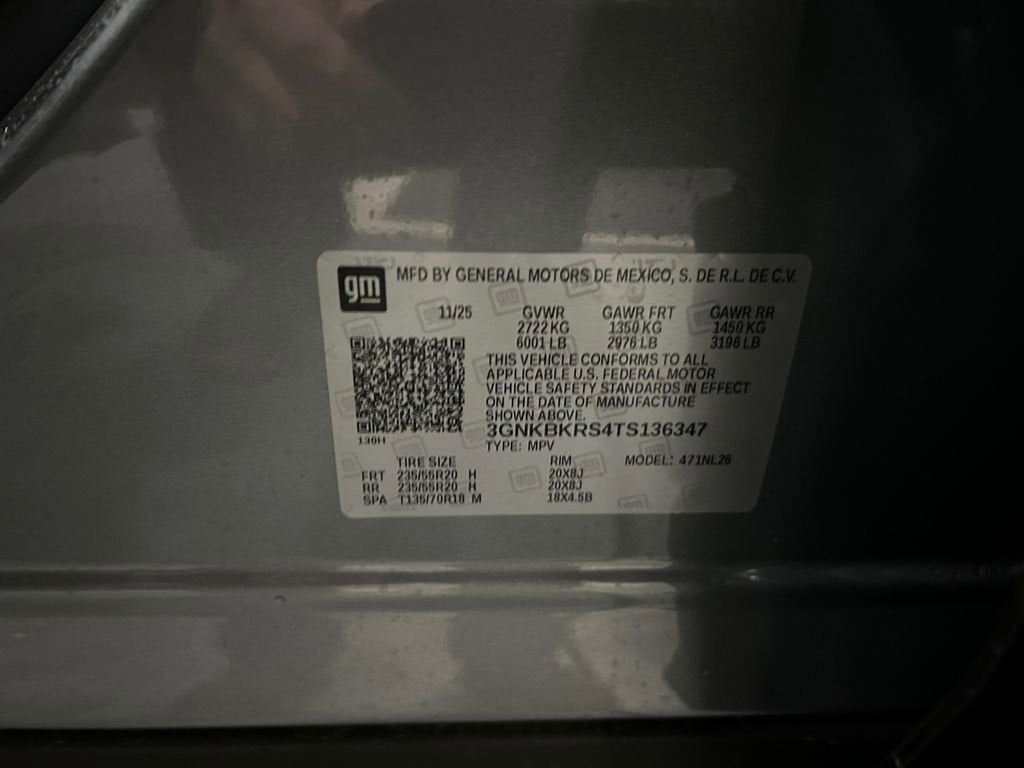 gm
MFD BY GENERAL MOTORS DE MEXICO, S. DE R.L. DE C.V.
11/25 GVWR GAWR FRT GAWR RR
2722 KG 1350 KG 1450 KG
6001 LB 2976 LB 3196 LB
THIS VEHICLE CONFORMS TO ALL
APPLICABLE U.S. FEDERAL MOTOR
VEHICLE SAFETY STANDARDS IN EFFECT
ON THE DATE OF MANUFACTURE
SHOWN ABOVE.
3GNKBKRS4TS136347
130H
TYPE: MPV
TIRE SIZE RIM MODEL: 471NL26
FRT 235/55R20 H 20X8J
RR 235/55R20 H 20X8J
SPA T135/70R18 M 18X4.5B